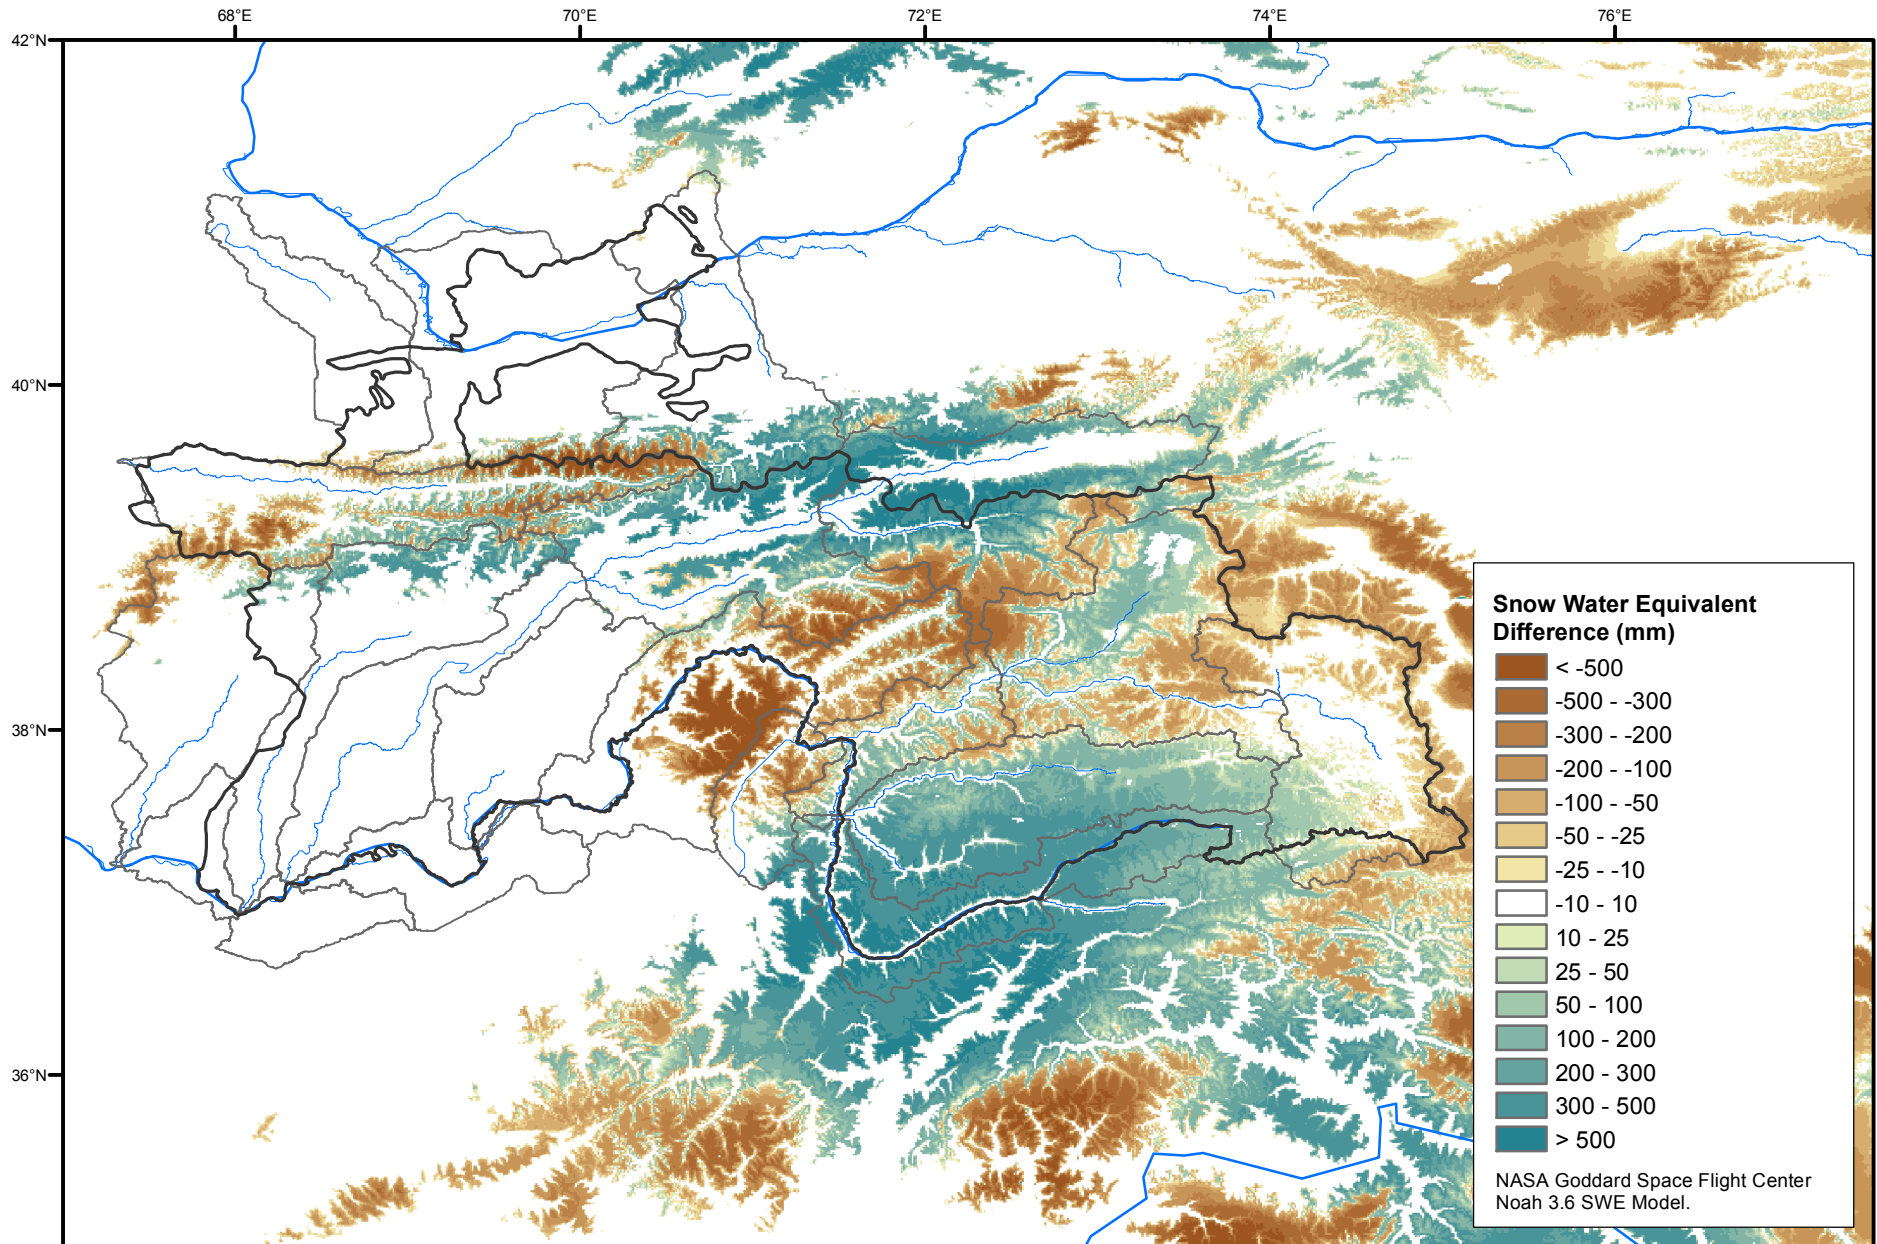 68°E
70°E
72°E
74°E
76°E
42°N
40°N
38°N
36°N
Snow Water Equivalent
Difference (mm)
< -500
-500 - -300
-300 - -200
-200 - -100
-100 - -50
-50 - -25
-25 - -10
-10 - 10
10 - 25
25 - 50
50 - 100
100 - 200
200 - 300
300 - 500
> 500
NASA Goddard Space Flight Center
Noah 3.6 SWE Model.